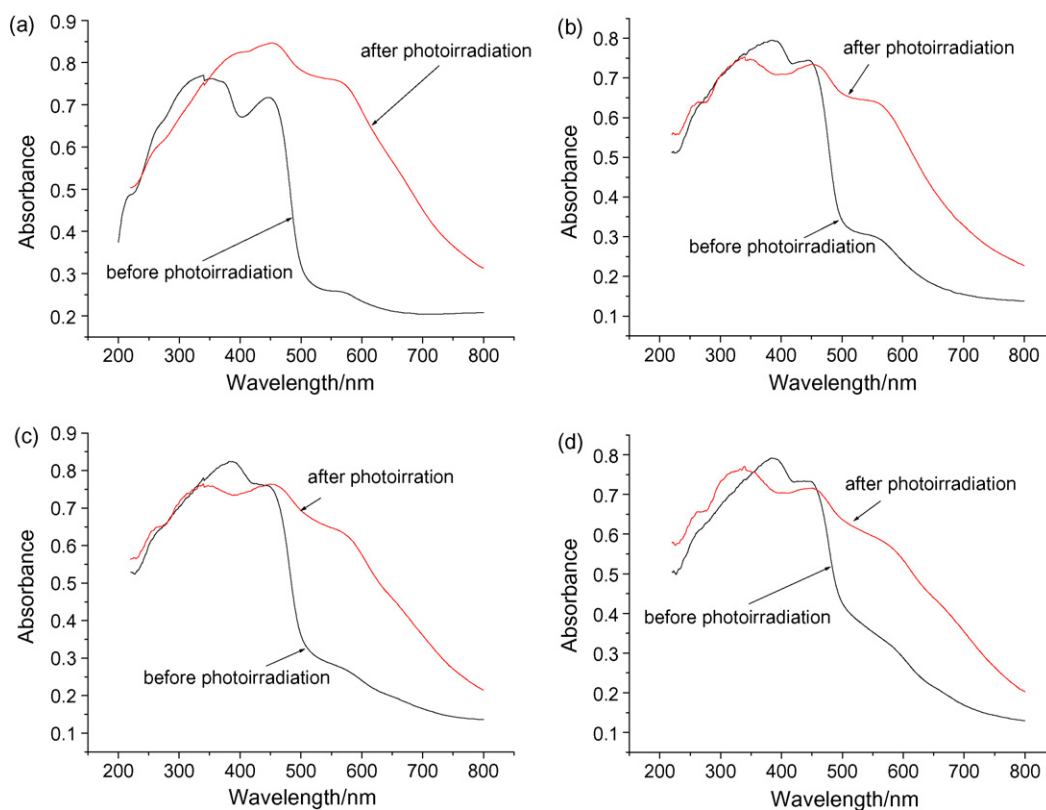 (a)
0.9
0.8
0.7
0.6
0.5
0.4
0.3
0.2
Absorbance
after photoirradiation
before photoirradiation
200 300 400 500 600 700 800
Wavelength/nm
(b)
0.8
0.7
0.6
0.5
0.4
0.3
0.2
0.1
Absorbance
after photoirradiation
before photoirradiation
200 300 400 500 600 700 800
Wavelength/nm
(c)
0.9
0.8
0.7
0.6
0.5
0.4
0.3
0.2
0.1
Absorbance
after photoirration
before photoirradiation
200 300 400 500 600 700 800
Wavelength/nm
(d)
0.8
0.7
0.6
0.5
0.4
0.3
0.2
0.1
Absorbance
after photoirradiation
before photoirradiation
200 300 400 500 600 700 800
Wavelength/nm